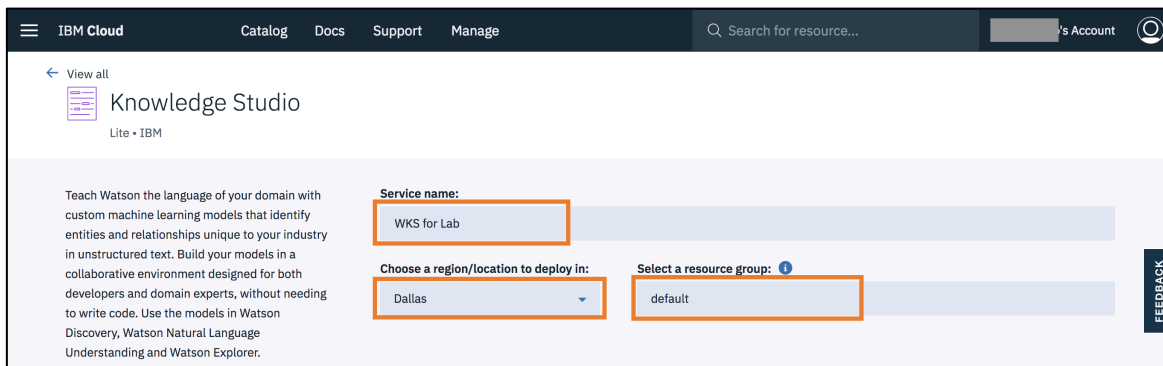 IBM Cloud Catalog Docs Support Manage Search for resource... 's Account
← View all
Knowledge Studio
Lite • IBM
Teach Watson the language of your domain with
custom machine learning models that identify
entities and relationships unique to your industry
in unstructured text. Build your models in a
collaborative environment designed for both
developers and domain experts, without needing
to write code. Use the models in Watson
Discovery, Watson Natural Language
Understanding and Watson Explorer.
Service name:
WKS for Lab
Choose a region/location to deploy in:
Dallas
Select a resource group:
default
FEEDBACK